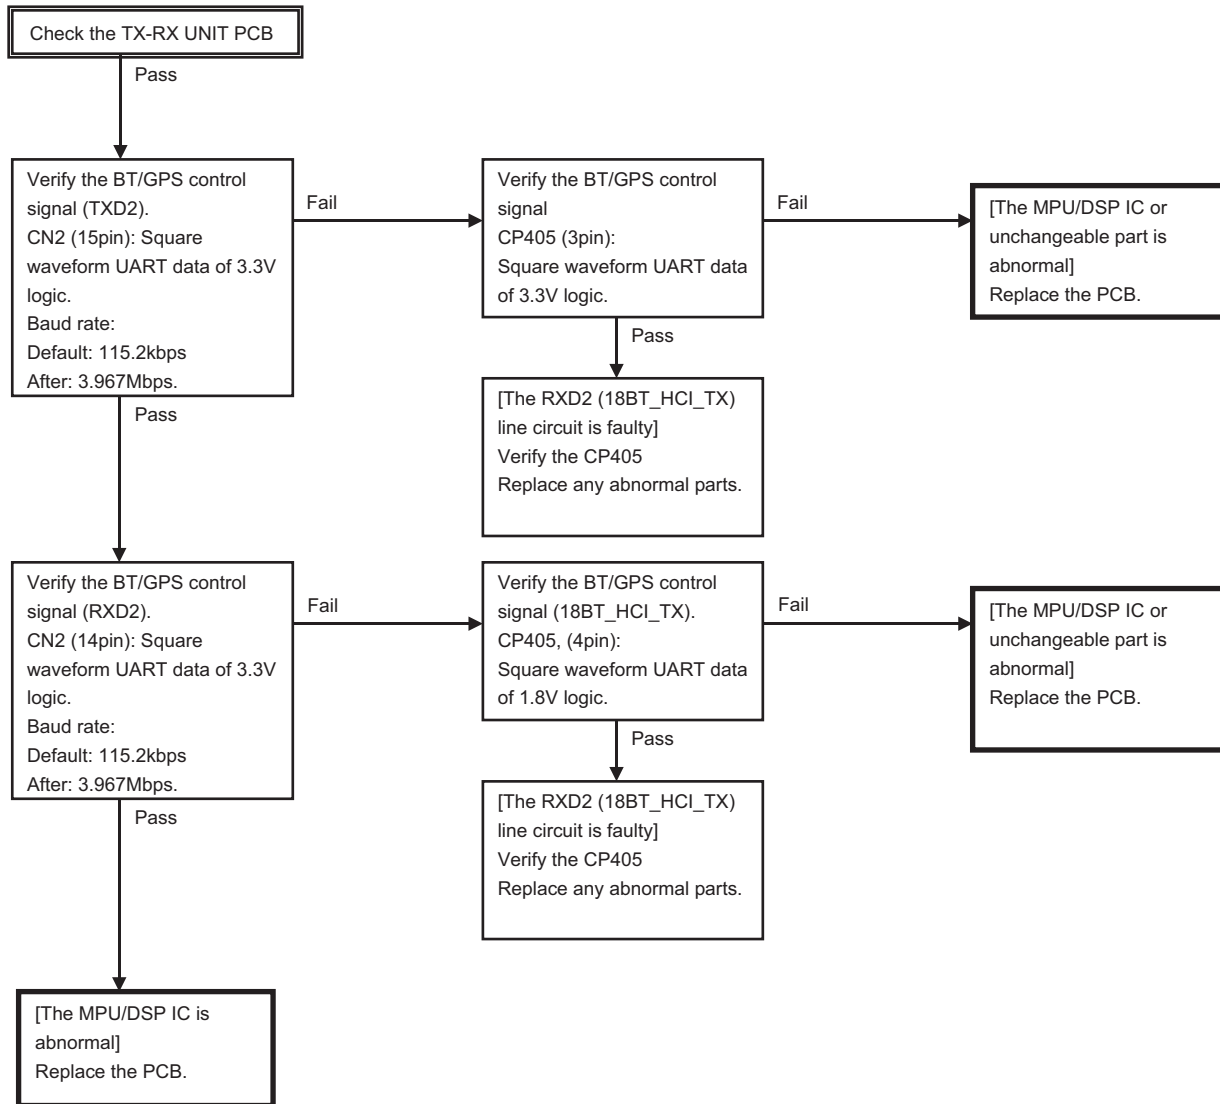 Check the TX-RX UNIT PCB
Pass
Verify the BT/GPS control
signal (TXD2).
CN2 (15pin): Square
waveform UART data of 3.3V
logic.
Baud rate:
Default: 115.2kbps
After: 3.967Mbps.
Fail
Verify the BT/GPS control
signal
CP405 (3pin):
Square waveform UART data
of 3.3V logic.
Fail
[The MPU/DSP IC or
unchangeable part is
abnormal]
Replace the PCB.
Pass
[The RXD2 (18BT_HCI_TX)
line circuit is faulty]
Verify the CP405
Replace any abnormal parts.
Pass
Verify the BT/GPS control
signal (RXD2).
CN2 (14pin): Square
waveform UART data of 3.3V
logic.
Baud rate:
Default: 115.2kbps
After: 3.967Mbps.
Fail
Verify the BT/GPS control
signal (18BT_HCI_TX).
CP405, (4pin):
Square waveform UART data
of 1.8V logic.
Fail
[The MPU/DSP IC or
unchangeable part is
abnormal]
Replace the PCB.
Pass
[The RXD2 (18BT_HCI_TX)
line circuit is faulty]
Verify the CP405
Replace any abnormal parts.
Pass
[The MPU/DSP IC is
abnormal]
Replace the PCB.